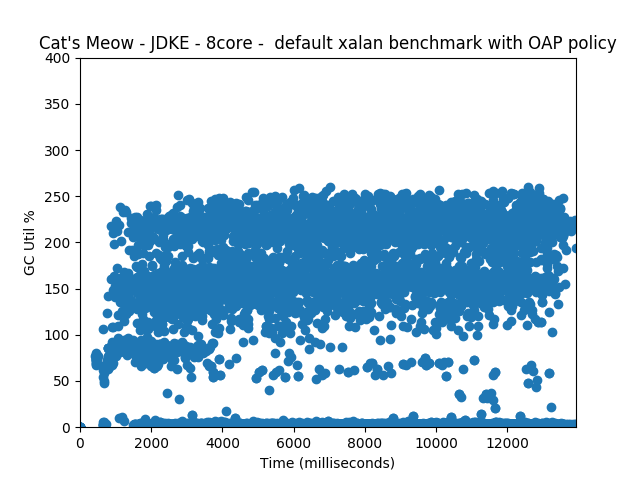 Cat's Meow - JDKE - 8core -  default xalan benchmark with OAP policy
400
350
300
250
200
150
100
50
0
GC Util %
0 2000 4000 6000 8000 10000 12000
Time (milliseconds)